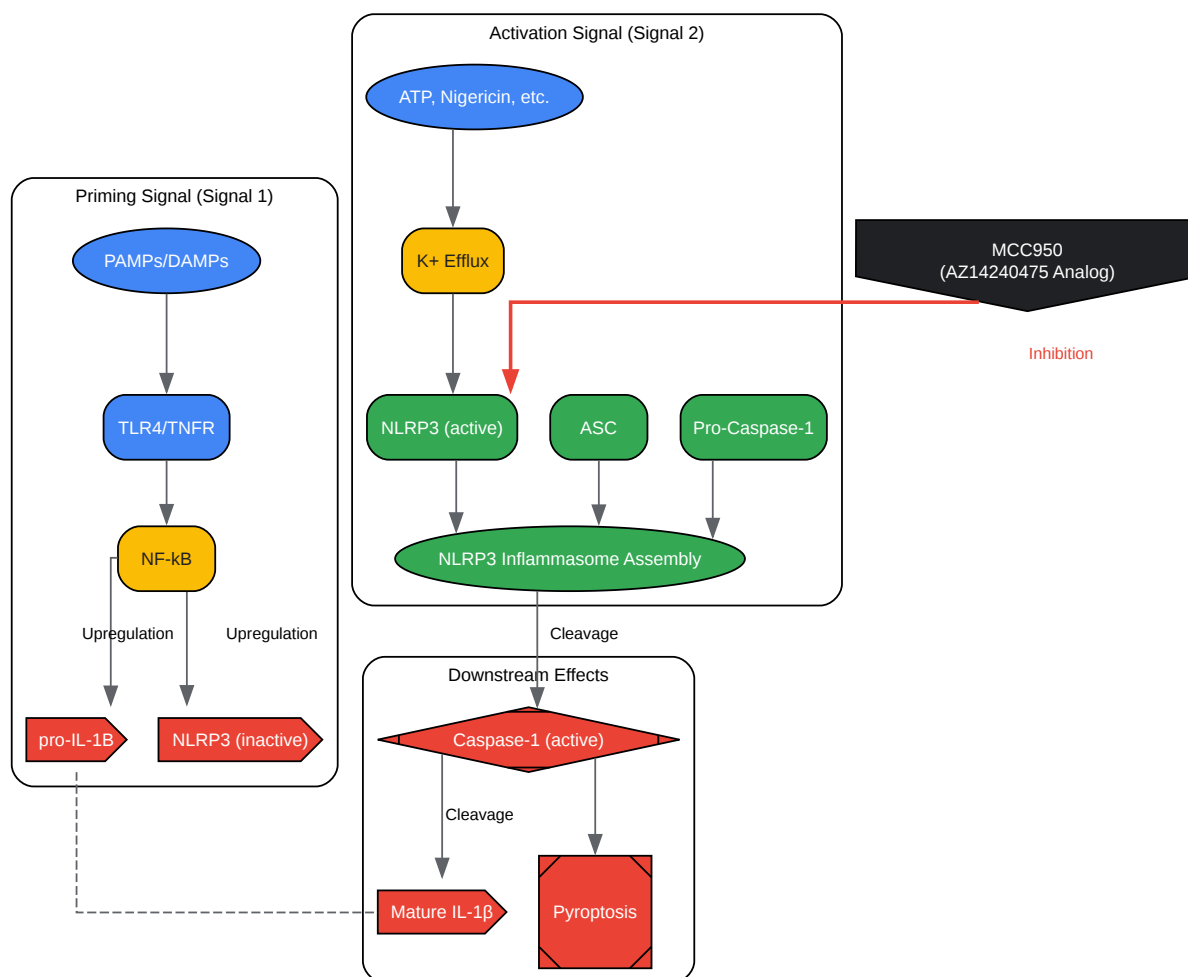 Activation Signal (Signal 2)
ATP, Nigericin, etc.
Priming Signal (Signal 1)
PAMPs/DAMPs
K+ Efflux
MCC950
(AZ14240475 Analog)
Inhibition
TLR4/TNFR
NLRP3 (active)
ASC
Pro-Caspase-1
NF-kB
NLRP3 Inflammasome Assembly
Upregulation
Upregulation
Cleavage
Downstream Effects
pro-IL-1B
NLRP3 (inactive)
Caspase-1 (active)
Cleavage
Mature IL-1β
Pyroptosis